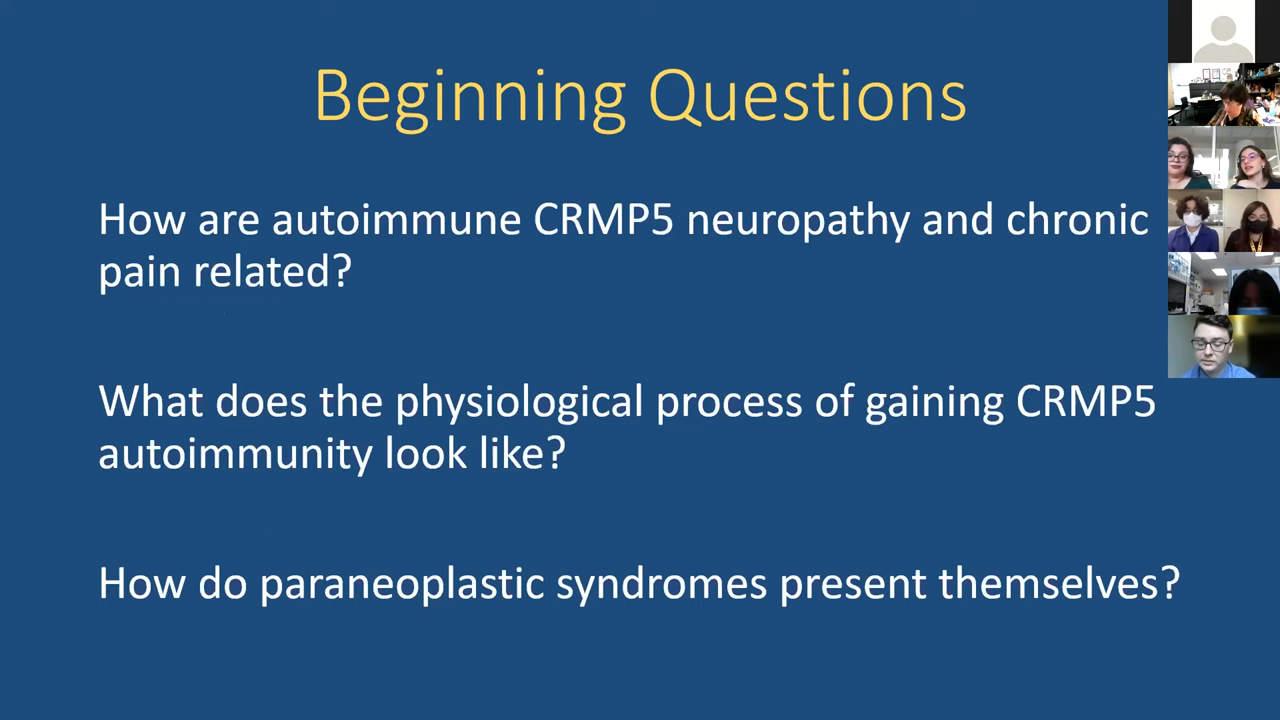 Beginning Questions
How are autoimmune CRMP5 neuropathy and chronic
pain related?
What does the physiological process of gaining CRMP5
autoimmunity look like?
How do paraneoplastic syndromes present themselves?